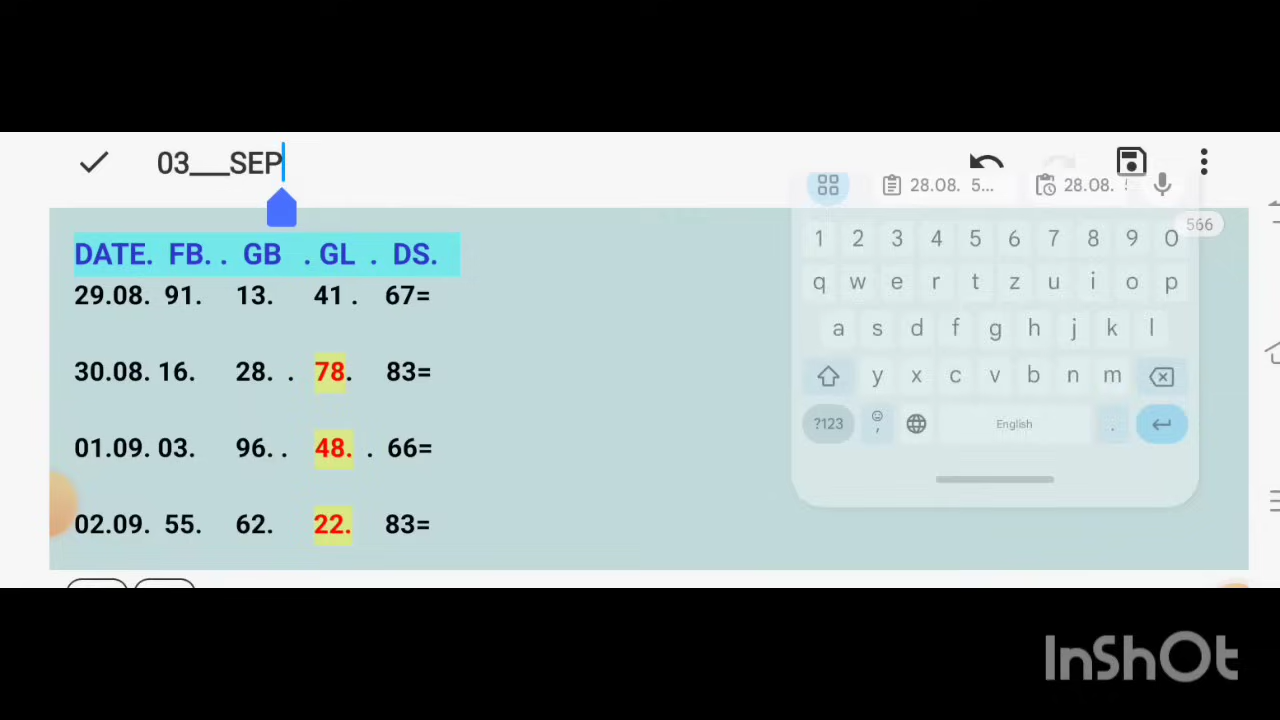 03___SEP
28.08. 5...
28.08.
566
DATE. FB. . GB . GL . DS.
29.08. 91. 13. 41 . 67=
30.08. 16. 28. . 78. 83=
01.09. 03. 96. . 48. . 66=
02.09. 55. 62. 22. 83=
1 2 3 4 5 6 7 8 9 0
q w e r t z u i o p
a s d f g h j k l
y x c v b n m
?123 , English .
InShOt